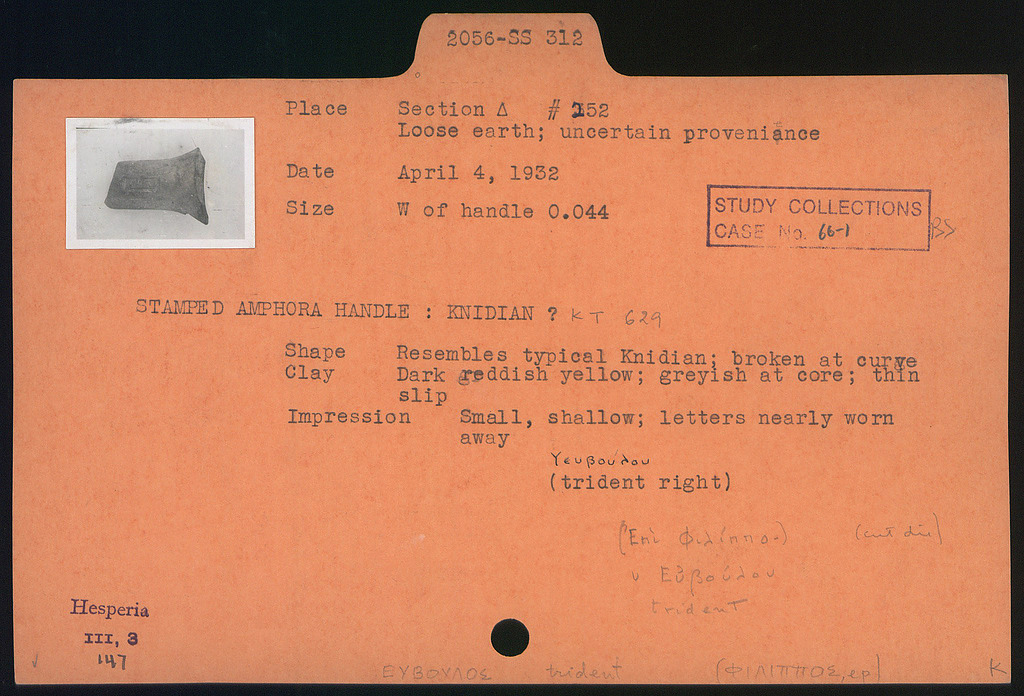 2056-SS 312
Place Section Δ # 252
Loose earth; uncertain proveniance
Date April 4, 1932
Size W of handle 0.044
STUDY COLLECTIONS
CASE No. 66-1
BS
STAMPED AMPHORA HANDLE : KNIDIAN ? KT 629
Shape Resembles typical Knidian; broken at curve
Clay Dark reddish yellow; greyish at core; thin
slip
Impression Small, shallow; letters nearly worn
away
Υευβουλου
(trident right)
(Ἐπὶ Φιλίππο-)
υ Εὐβούλου
trident
Hesperia
III, 3
147
ΕΥΒΟΥΛΟΣ trident (ΦΙΛΙΠΠΟΣ, ep) K